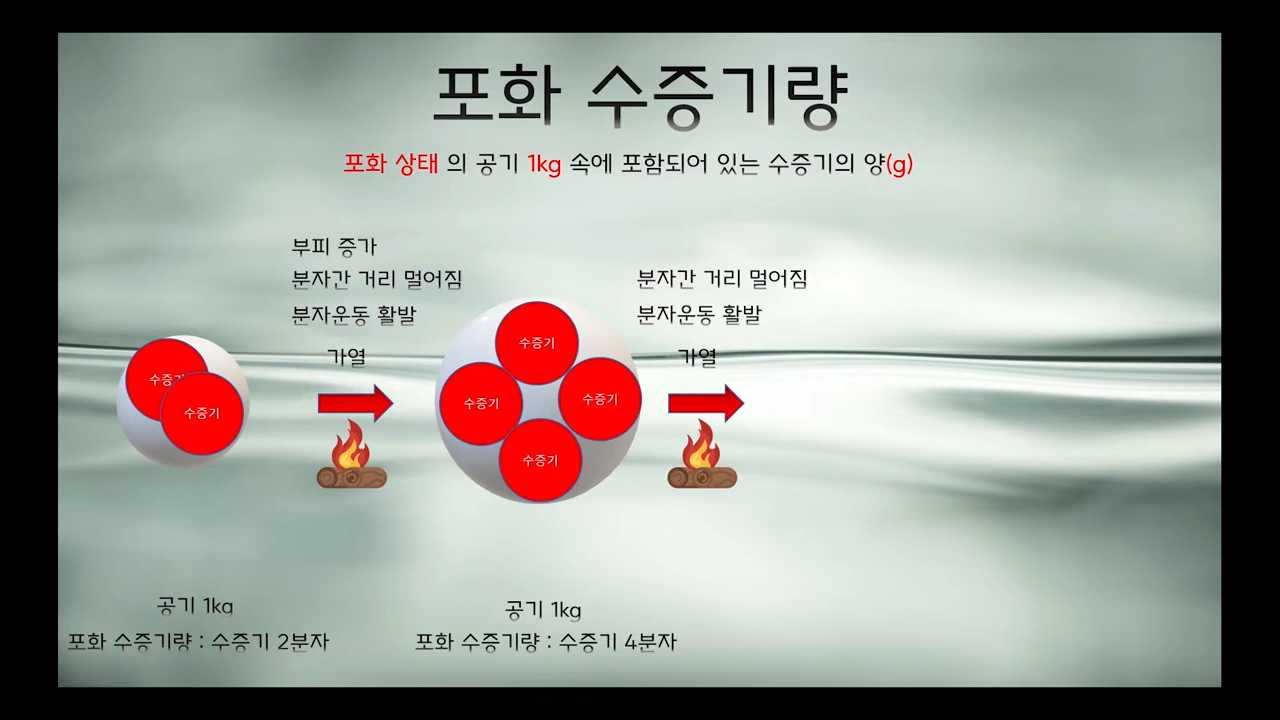 포화 수증기량
포화 상태 의 공기 1kg 속에 포함되어 있는 수증기의 양(g)
부피 증가
분자간 거리 멀어짐
분자운동 활발
가열
분자간 거리 멀어짐
분자운동 활발
가열
수증기
수증기
수증기
수증기
수증기
수증기
공기 1kg
포화 수증기량 : 수증기 2분자
공기 1kg
포화 수증기량 : 수증기 4분자